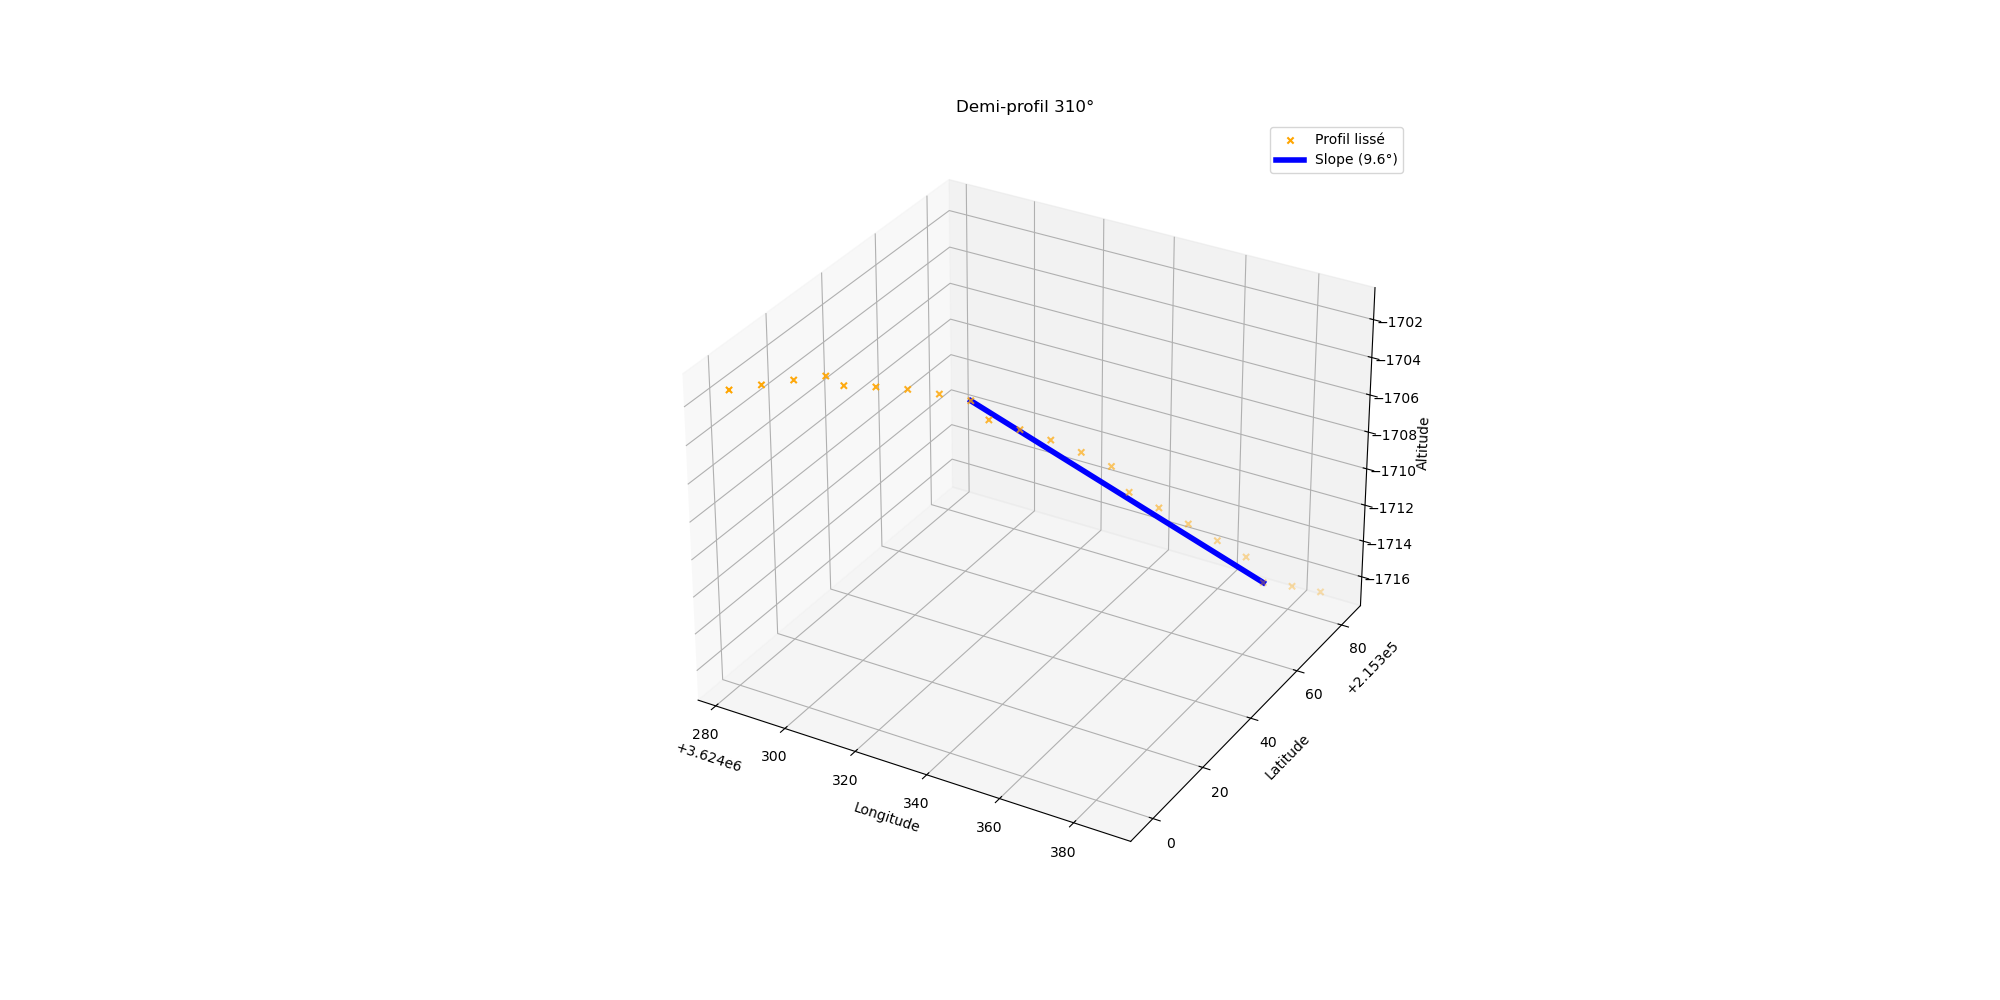 Demi-profil 310°
Profil lissé
Slope (9.6°)
−1702
−1704
−1706
−1708
−1710
−1712
−1714
−1716
Altitude
80
60
40
20
0
+2.153e5
Latitude
280
300
320
340
360
380
+3.624e6
Longitude